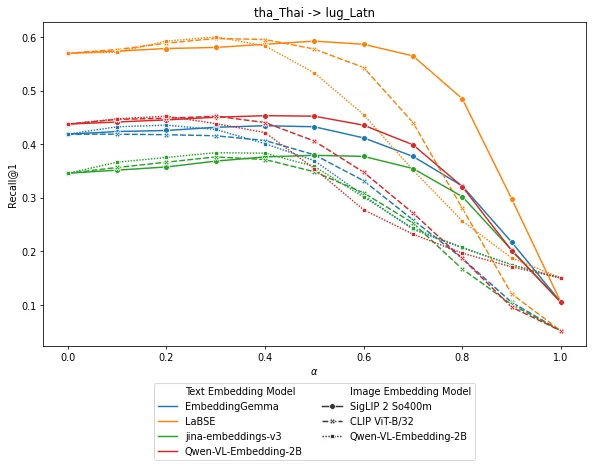 tha_Thai -> lug_Latn
Recall@1
0.6
0.5
0.4
0.3
0.2
0.1
0.0 0.2 0.4 0.6 0.8 1.0
α
Text Embedding Model Image Embedding Model
EmbeddingGemma SigLIP 2 So400m
LaBSE CLIP ViT-B/32
jina-embeddings-v3 Qwen-VL-Embedding-2B
Qwen-VL-Embedding-2B